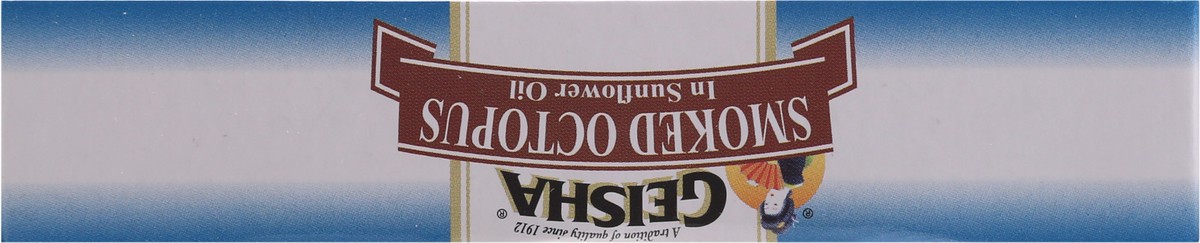 A tradition of quality since 1912
GEISHA®
®
SMOKED OCTOPUS
In Sunflower Oil